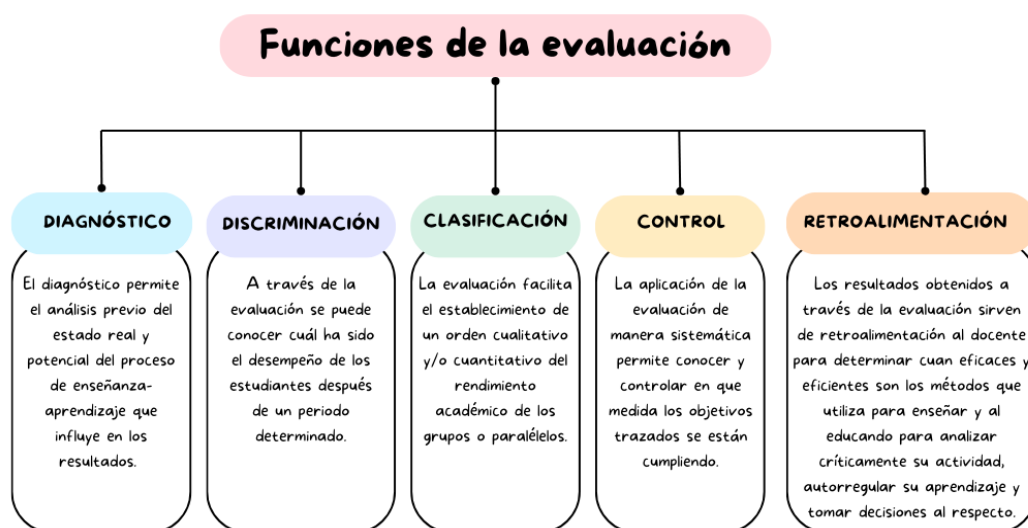 Funciones de la evaluación
DIAGNÓSTICO
El diagnóstico permite
el análisis previo del
estado real y
potencial del proceso
de enseñanza-
aprendizaje que
influye en los
resultados.
DISCRIMINACIÓN
A través de la
evaluación se puede
conocer cuál ha sido
el desempeño de los
estudiantes después
de un periodo
determinado.
CLASIFICACIÓN
La evaluación facilita
el establecimiento de
un orden cualitativo
y/o cuantitativo del
rendimiento
académico de los
grupos o paralélelos.
CONTROL
La aplicación de la
evaluación de
manera sistemática
permite conocer y
controlar en que
medida los objetivos
trazados se están
cumpliendo.
RETROALIMENTACIÓN
Los resultados obtenidos a
través de la evaluación sirven
de retroalimentación al docente
para determinar cuan eficaces y
eficientes son los métodos que
utiliza para enseñar y al
educando para analizar
críticamente su actividad,
autorregular su aprendizaje y
tomar decisiones al respecto.